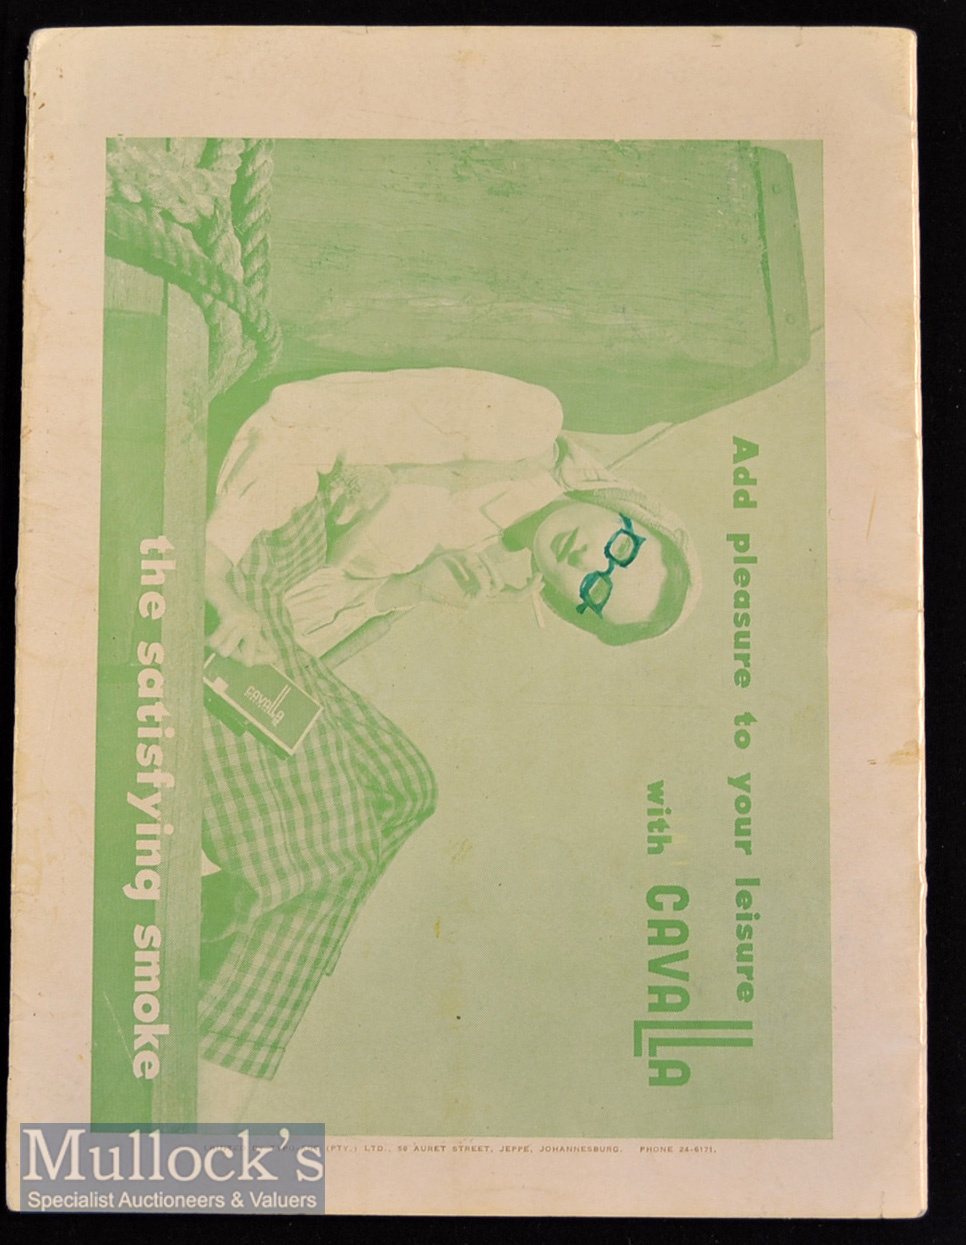 Add pleasure to your leisure
with CAVALLA
CAVALLA
the satisfying smoke
(PTY.) LTD., 58 AURET STREET, JEPPE, JOHANNESBURG. PHONE 24-6171.
Mullock's
Specialist Auctioneers & Valuers